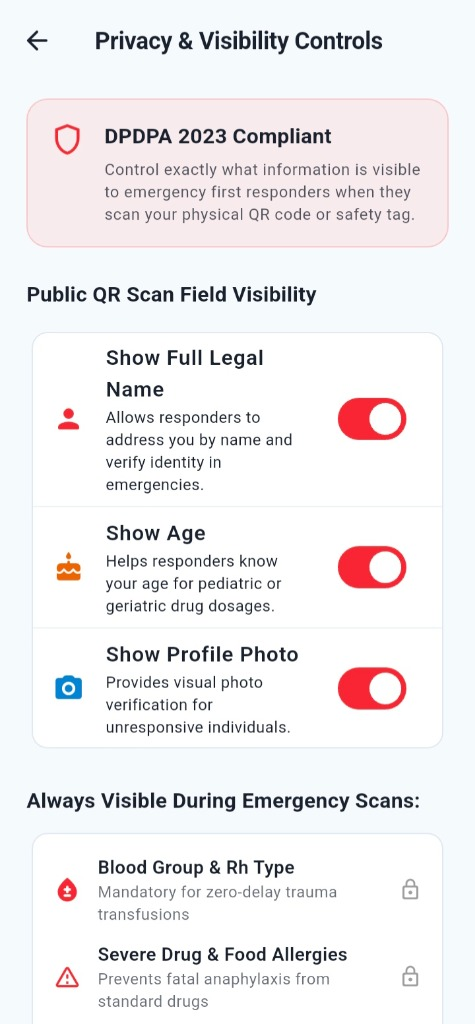 Privacy & Visibility Controls
DPDPA 2023 Compliant
Control exactly what information is visible
to emergency first responders when they
scan your physical QR code or safety tag.
Public QR Scan Field Visibility
Show Full Legal
Name
Allows responders to
address you by name and
verify identity in
emergencies.
Show Age
Helps responders know
your age for pediatric or
geriatric drug dosages.
Show Profile Photo
Provides visual photo
verification for
unresponsive individuals.
Always Visible During Emergency Scans:
Blood Group & Rh Type
Mandatory for zero-delay trauma
transfusions
Severe Drug & Food Allergies
Prevents fatal anaphylaxis from
standard drugs